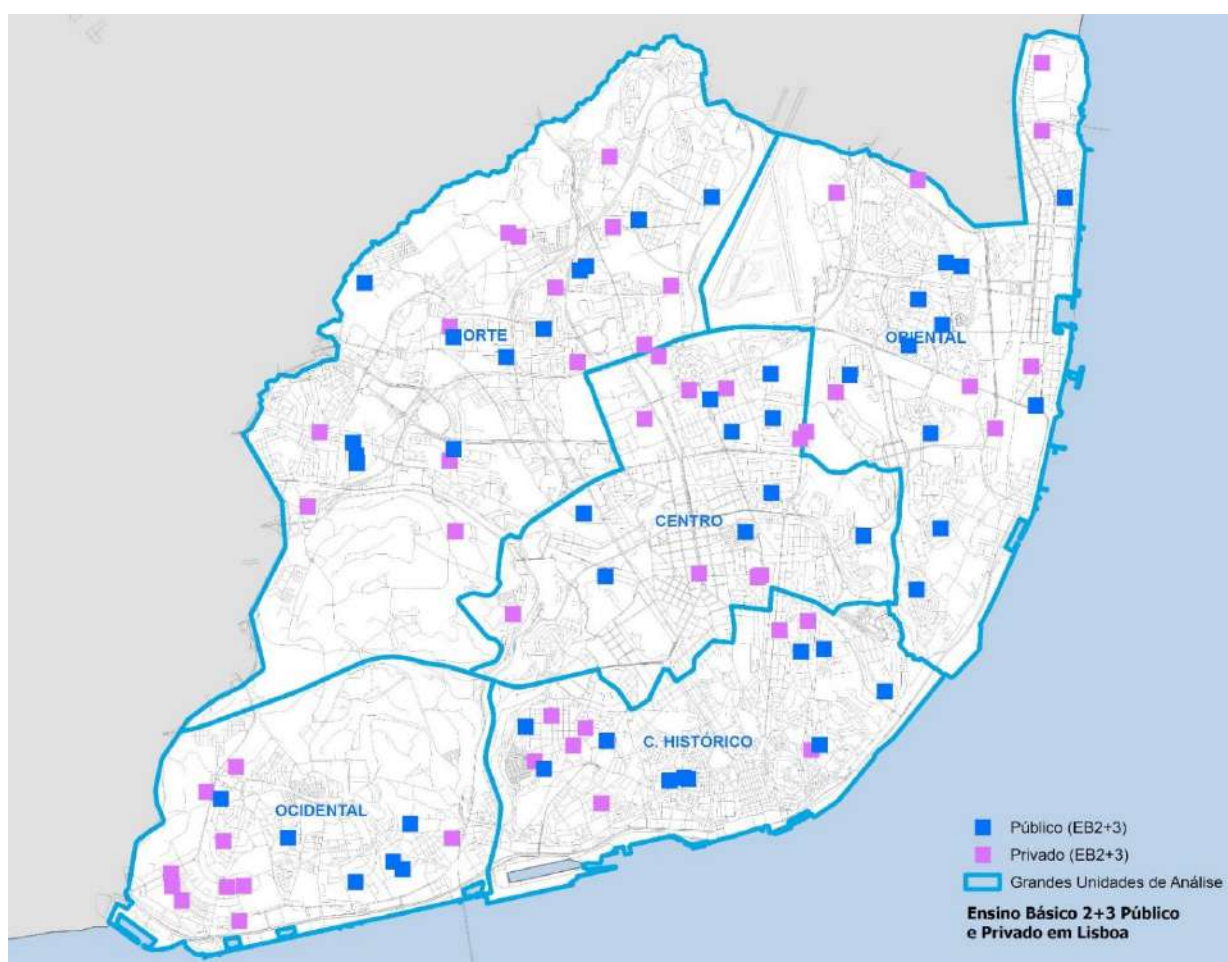 ORTE
ORIENTAL
CENTRO
C. HISTÓRICO
OCIDENTAL
Público (EB2+3)
Privado (EB2+3)
Grandes Unidades de Análise
Ensino Básico 2+3 Público
e Privado em Lisboa